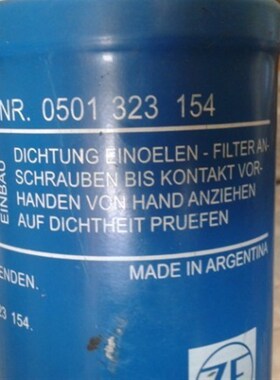 NR. 0501 323 154
EINBAU
DICHTUNG EINOELEN - FILTER AN-
SCHRAUBEN BIS KONTAKT VOR-
HANDEN VON HAND ANZIEHEN
AUF DICHTHEIT PRUEFEN
ENDEN.
MADE IN ARGENTINA
23 154.
ZF